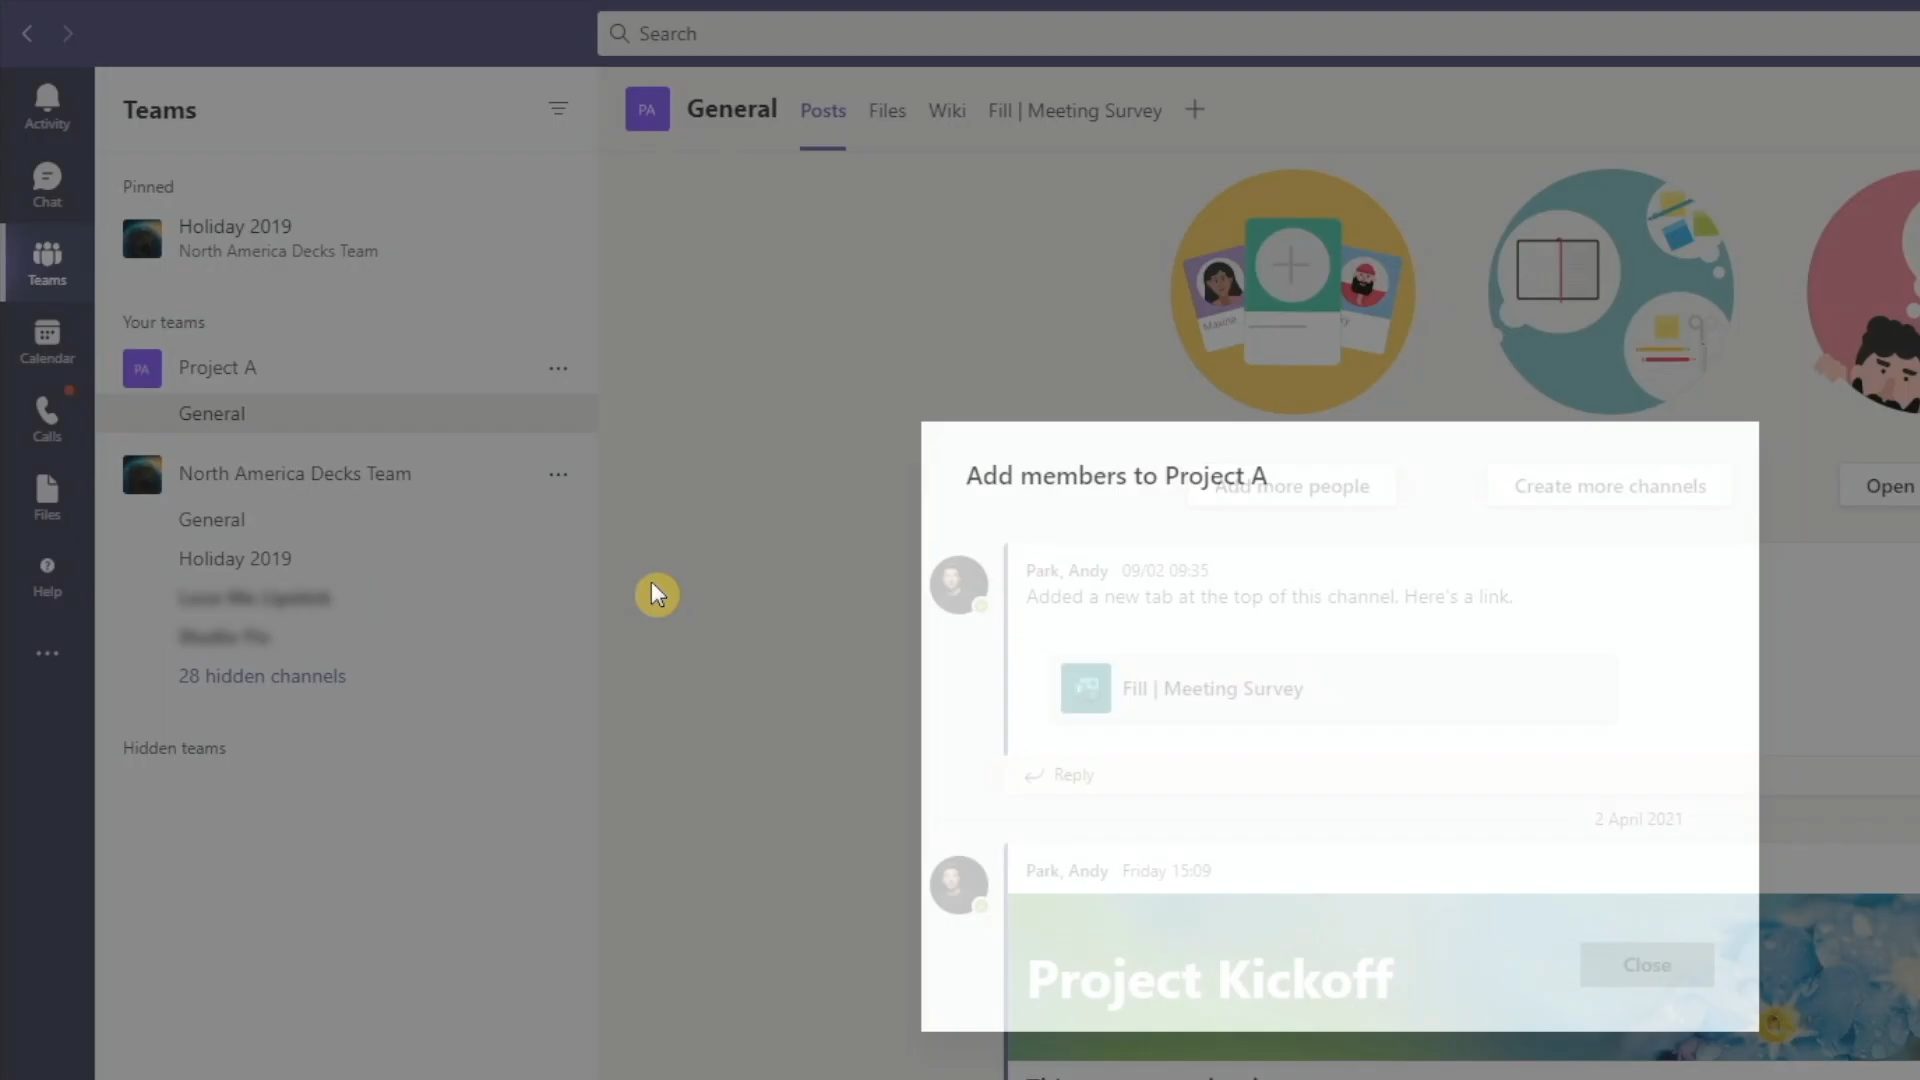 Search
Activity
Chat
Teams
Calendar
Calls
Files
Help
Teams
Pinned
Holiday 2019
North America Decks Team
Your teams
PA
Project A
General
North America Decks Team
General
Holiday 2019
28 hidden channels
Hidden teams
PA
General
Posts
Files
Wiki
Fill | Meeting Survey
Maxine
Add members to Project A
Add more people
Create more channels
Open
Park, Andy 09/02 09:35
Added a new tab at the top of this channel. Here's a link.
Fill | Meeting Survey
Reply
2 April 2021
Park, Andy Friday 15:09
Project Kickoff
Close